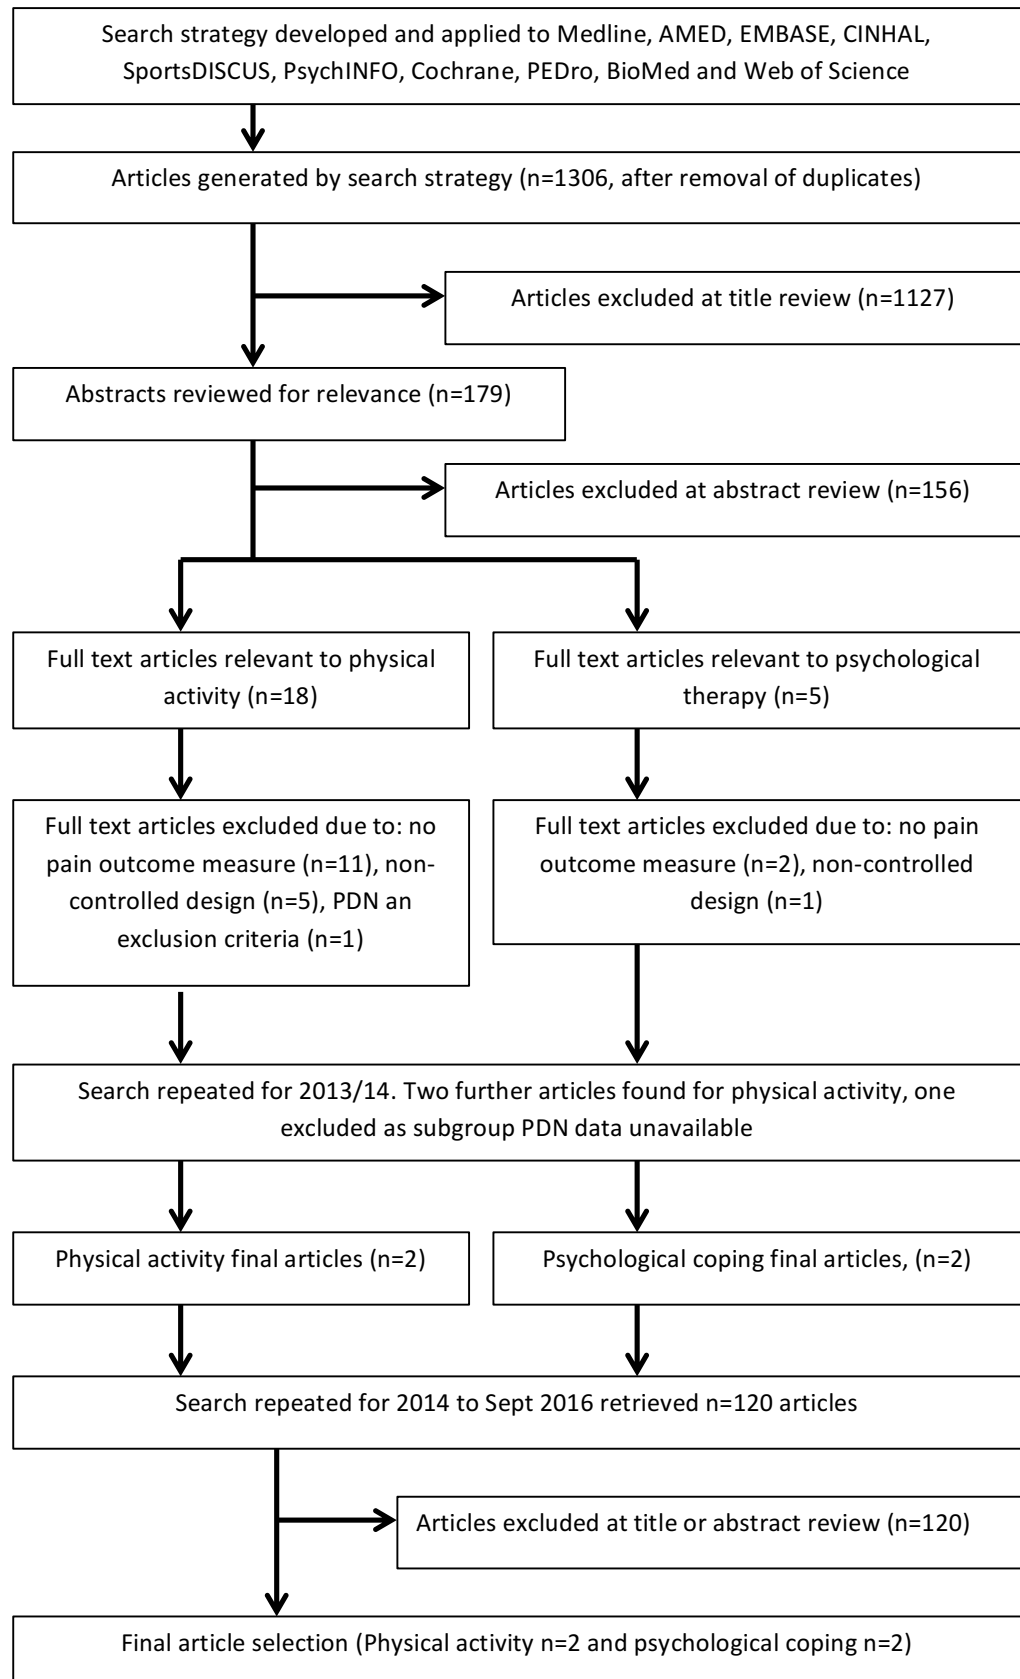 Search strategy developed and applied to Medline, AMED, EMBASE, CINHAL,
SportsDISCUS, PsychINFO, Cochrane, PEDro, BioMed and Web of Science
Articles generated by search strategy (n=1306, after removal of duplicates)
Articles excluded at title review (n=1127)
Abstracts reviewed for relevance (n=179)
Articles excluded at abstract review (n=156)
Full text articles relevant to physical
activity (n=18)
Full text articles relevant to psychological
therapy (n=5)
Full text articles excluded due to: no
pain outcome measure (n=11), non-
controlled design (n=5), PDN an
exclusion criteria (n=1)
Full text articles excluded due to: no pain
outcome measure (n=2), non-controlled
design (n=1)
Search repeated for 2013/14. Two further articles found for physical activity, one
excluded as subgroup PDN data unavailable
Physical activity final articles (n=2)
Psychological coping final articles, (n=2)
Search repeated for 2014 to Sept 2016 retrieved n=120 articles
Articles excluded at title or abstract review (n=120)
Final article selection (Physical activity n=2 and psychological coping n=2)